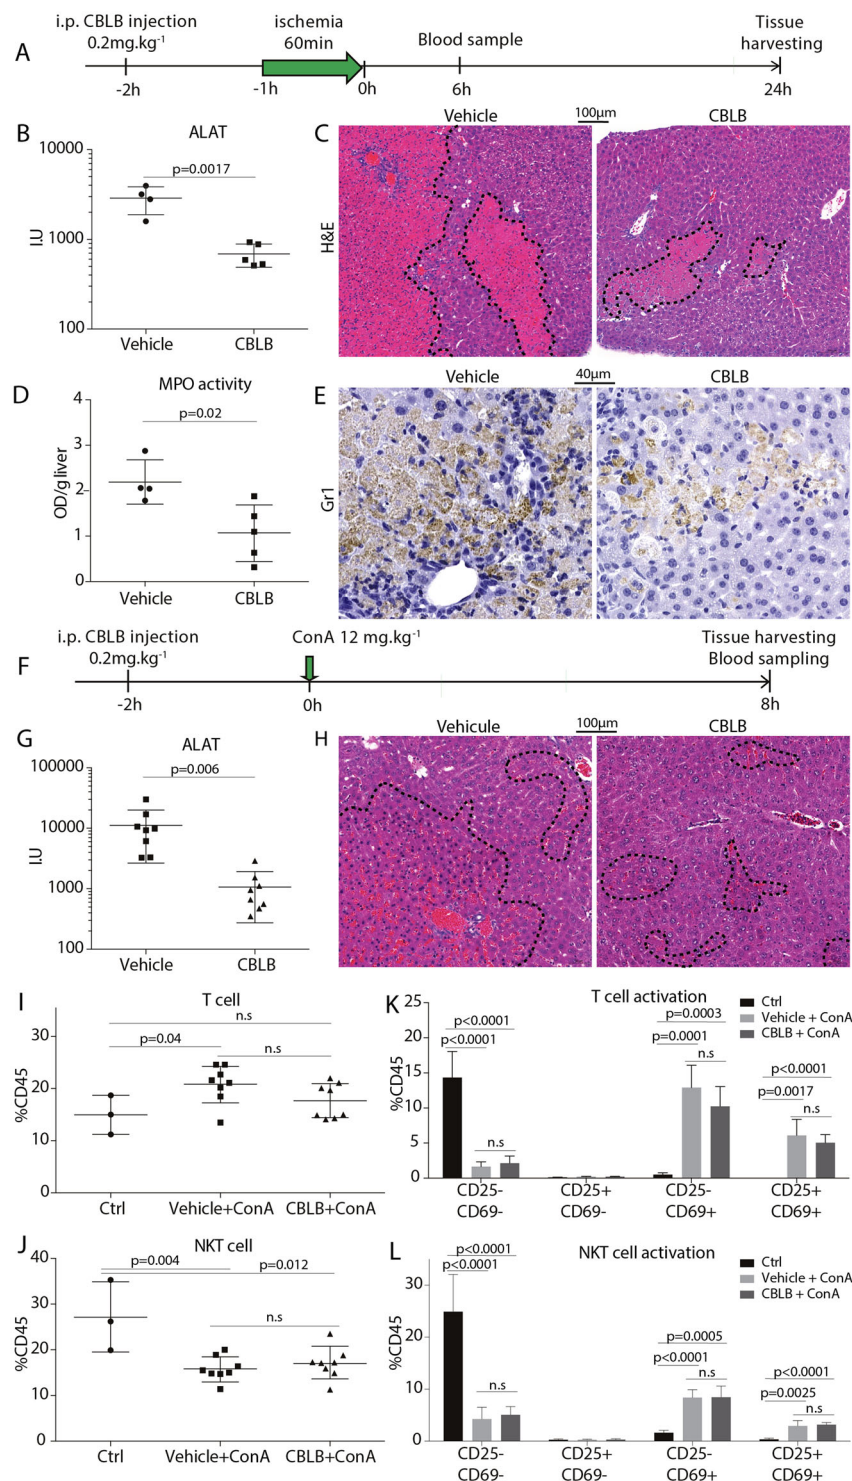 i.p. CBLB injection
0.2mg.kg-1
ischemia
60min
Blood sample
Tissue
harvesting
A
-2h
-1h
0h
6h
24h
B
ALAT
10000
p=0.0017
1000
I.U
100
Vehicle
CBLB
C
Vehicle
100µm
CBLB
H&E
D
MPO activity
4
p=0.02
3
2
1
0
OD/g liver
Vehicle
CBLB
E
Vehicle
40µm
CBLB
Gr1
i.p. CBLB injection
0.2mg.kg-1
ConA 12 mg.kg-1
Tissue harvesting
Blood sampling
F
-2h
0h
8h
G
ALAT
100000
p=0.006
10000
1000
100
I.U
Vehicle
CBLB
H
Vehicule
100µm
CBLB
I
T cell
n.s
30
p=0.04
n.s
20
10
0
%CD45
Ctrl
Vehicle+ConA
CBLB+ConA
K
T cell activation
Ctrl
Vehicle + ConA
CBLB + ConA
25
20
15
10
5
0
%CD45
p<0.0001
p<0.0001
n.s
p=0.0003
p=0.0001
n.s
p<0.0001
p=0.0017
n.s
CD25-
CD69-
CD25+
CD69-
CD25-
CD69+
CD25+
CD69+
J
NKT cell
p=0.004
p=0.012
n.s
40
30
20
10
0
%CD45
Ctrl
Vehicle+ConA
CBLB+ConA
L
NKT cell activation
Ctrl
Vehicle + ConA
CBLB + ConA
30
20
10
0
%CD45
p<0.0001
p<0.0001
n.s
p=0.0005
p<0.0001
n.s
p<0.0001
p=0.0025
n.s
CD25-
CD69-
CD25+
CD69-
CD25-
CD69+
CD25+
CD69+